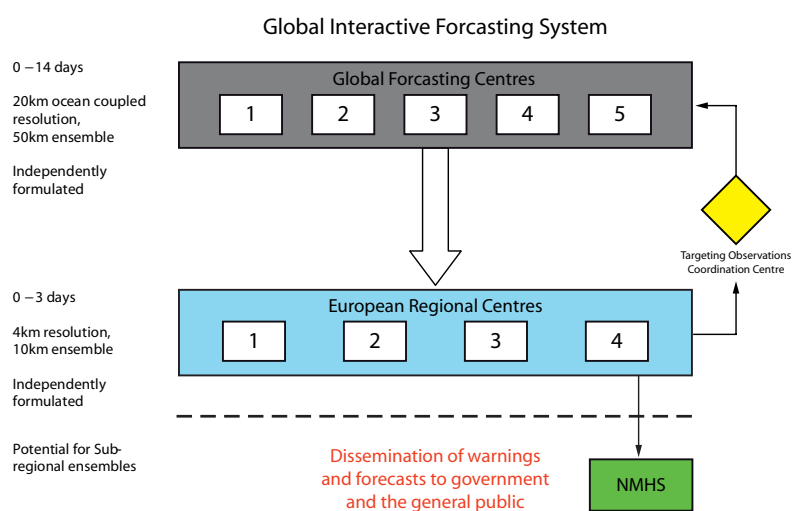 Global Interactive Forcasting System
0 – 14 days
20km ocean coupled
resolution,
50km ensemble
Independently
formulated
Global Forcasting Centres
1 2 3 4 5
Targeting Observations
Coordination Centre
0 – 3 days
4km resolution,
10km ensemble
Independently
formulated
European Regional Centres
1 2 3 4
Potential for Sub-
regional ensembles
Dissemination of warnings
and forecasts to government
and the general public
NMHS